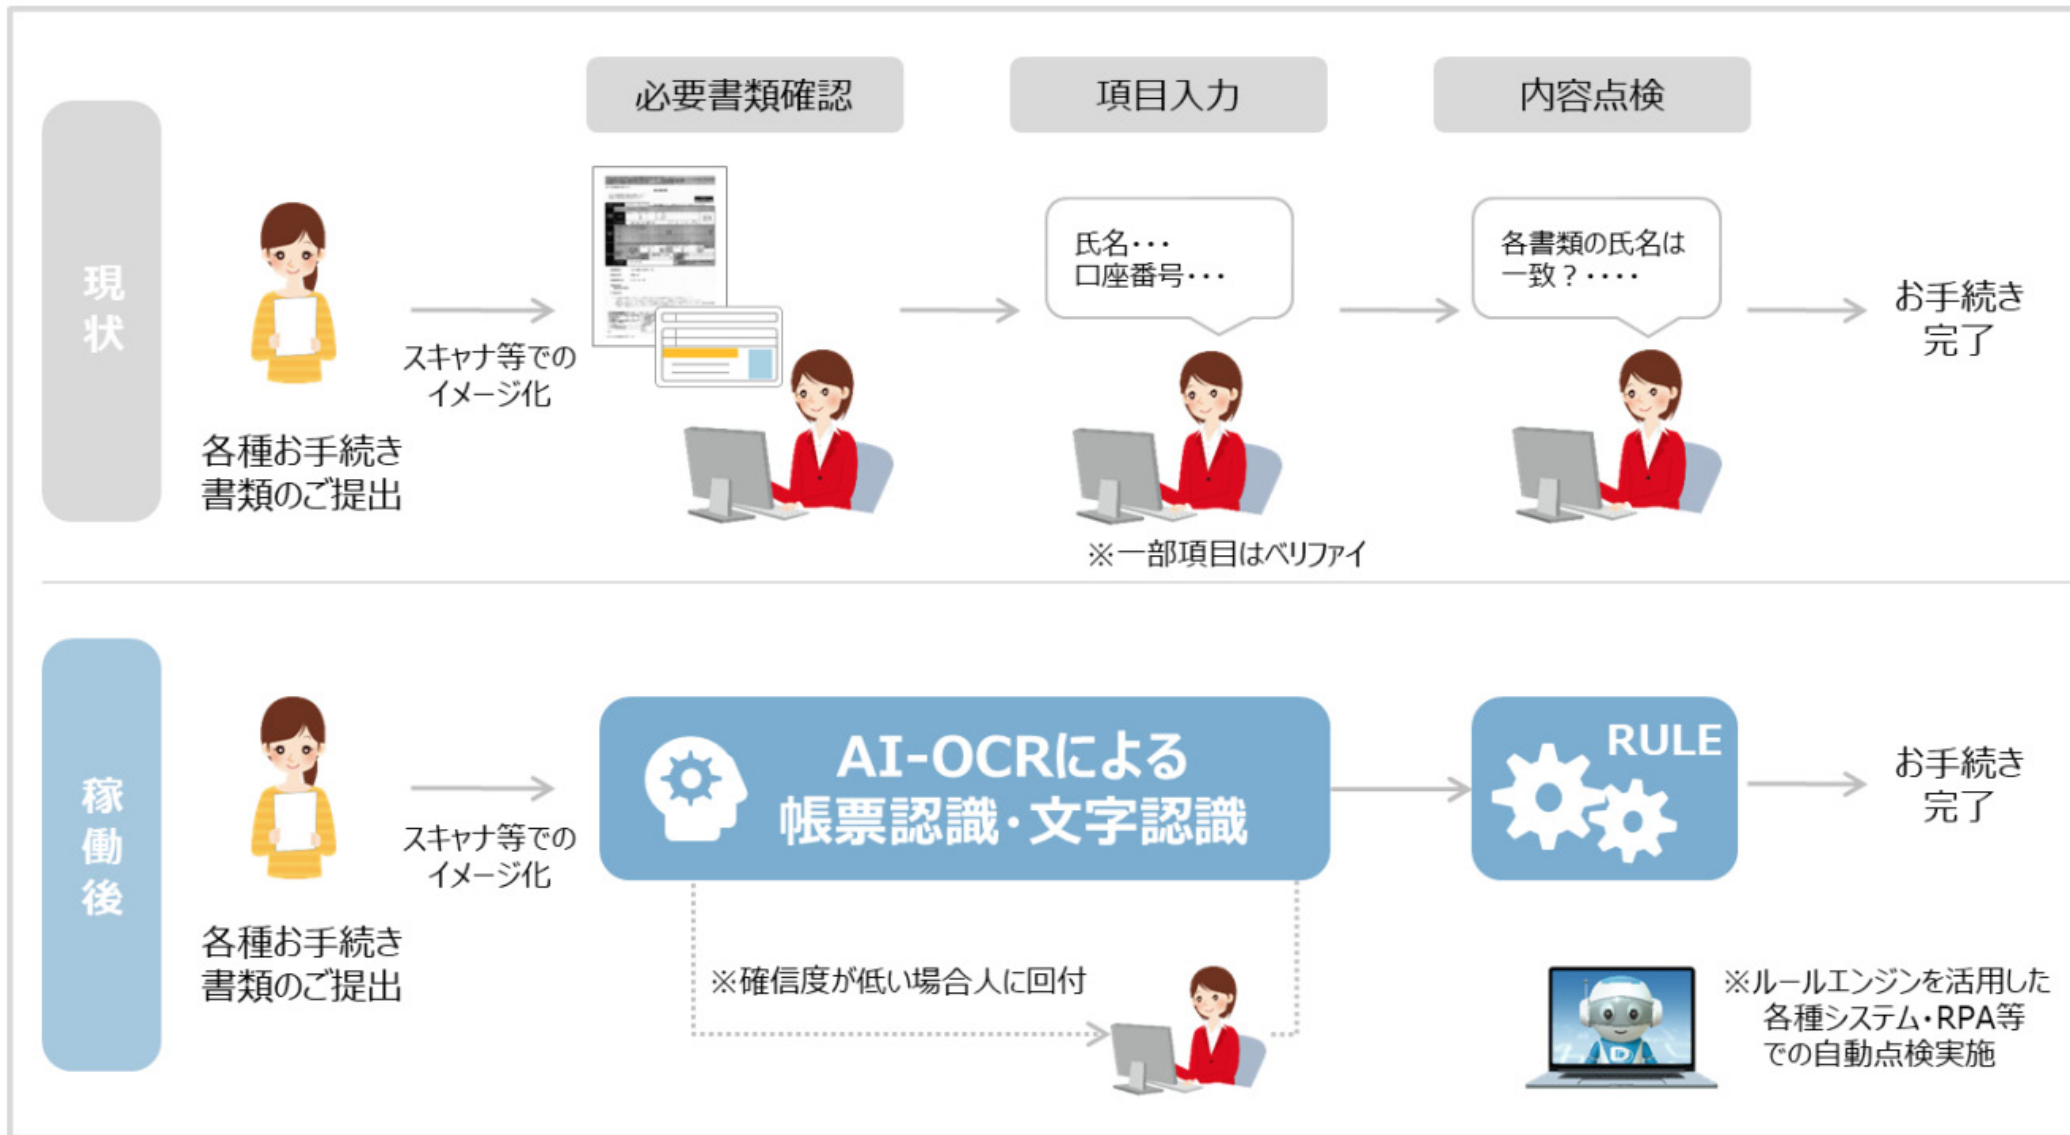 必要書類確認
項目入力
内容点検
現状
氏名･･･
口座番号･･･
各書類の氏名は
一致？････
お手続き
完了
スキャナ等での
イメージ化
各種お手続き
書類のご提出
※一部項目はベリファイ
稼働後
AI-OCRによる
帳票認識・文字認識
RULE
お手続き
完了
スキャナ等での
イメージ化
各種お手続き
書類のご提出
※確信度が低い場合人に回付
D
※ルールエンジンを活用した
各種システム・RPA等
での自動点検実施